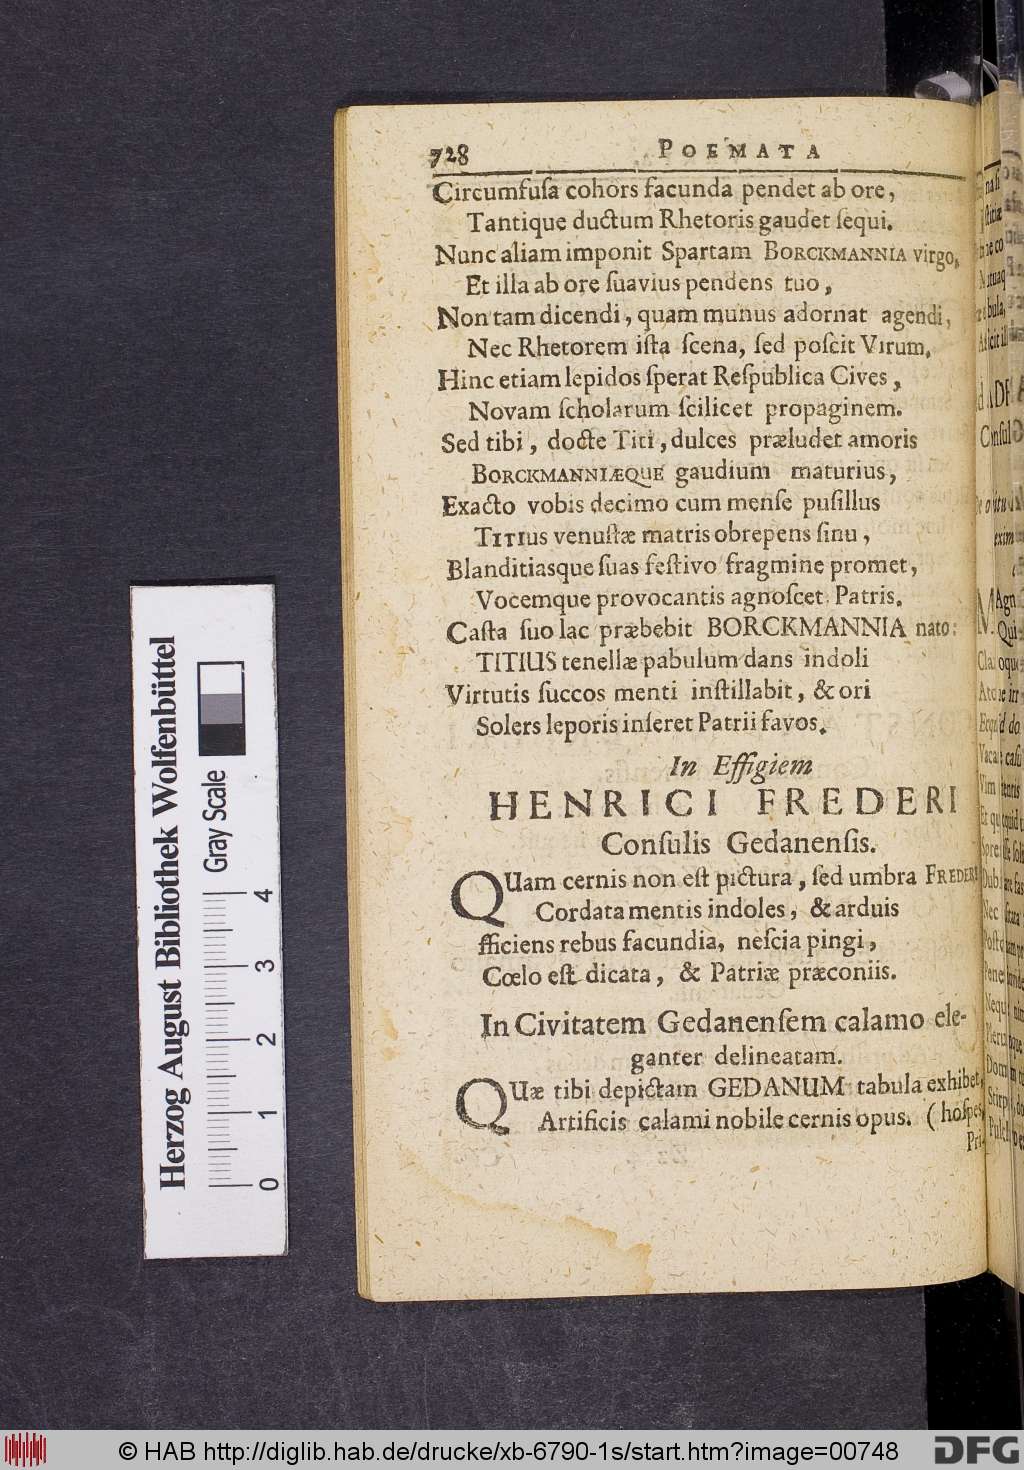 728 POEMATA
Circumfuſa cohors facunda pendet ab ore,
Tantique ductum Rhetoris gaudet ſequi.
Nunc aliam imponit Spartam BORCKMANNIA virgo,
Et illa ab ore ſuavius pendens tuo,
Non tam dicendi, quam munus adornat agendi,
Nec Rhetorem iſta ſcena, ſed poſcit Virum.
Hinc etiam lepidos ſperat Reſpublica Cives,
Novam ſcholarum ſcilicet propaginem.
Sed tibi, docte Titi, dulces præludet amoris
BORCKMANNIÆQUE gaudium maturius,
Exacto vobis decimo cum menſe puſillus
TITIus venuſtæ matris obrepens ſinu,
Blanditiasque ſuas feſtivo fragmine promet,
Vocemque provocantis agnoſcet Patris.
Caſta ſuo lac præbebit BORCKMANNIA nato:
TITIUS tenellæ pabulum dans indoli
Virtutis ſuccos menti inſtillabit, & ori
Solers leporis inſeret Patrii favos.
In Effigiem
HENRICI FREDERI
Conſulis Gedanenſis.
QUam cernis non eſt pictura, ſed umbra FREDERI
Cordata mentis indoles, & arduis
fficiens rebus facundia, neſcia pingi,
Cœlo eſt dicata, & Patriæ præconiis.
In Civitatem Gedanenſem calamo ele-
ganter delineatam.
QUæ tibi depictam GEDANUM tabula exhibet,
Artificis calami nobile cernis opus. (hoſpes,
Pri-
Herzog August Bibliothek Wolfenbüttel
Gray Scale
0 1 2 3 4
© HAB http://diglib.hab.de/drucke/xb-6790-1s/start.htm?image=00748
DFG